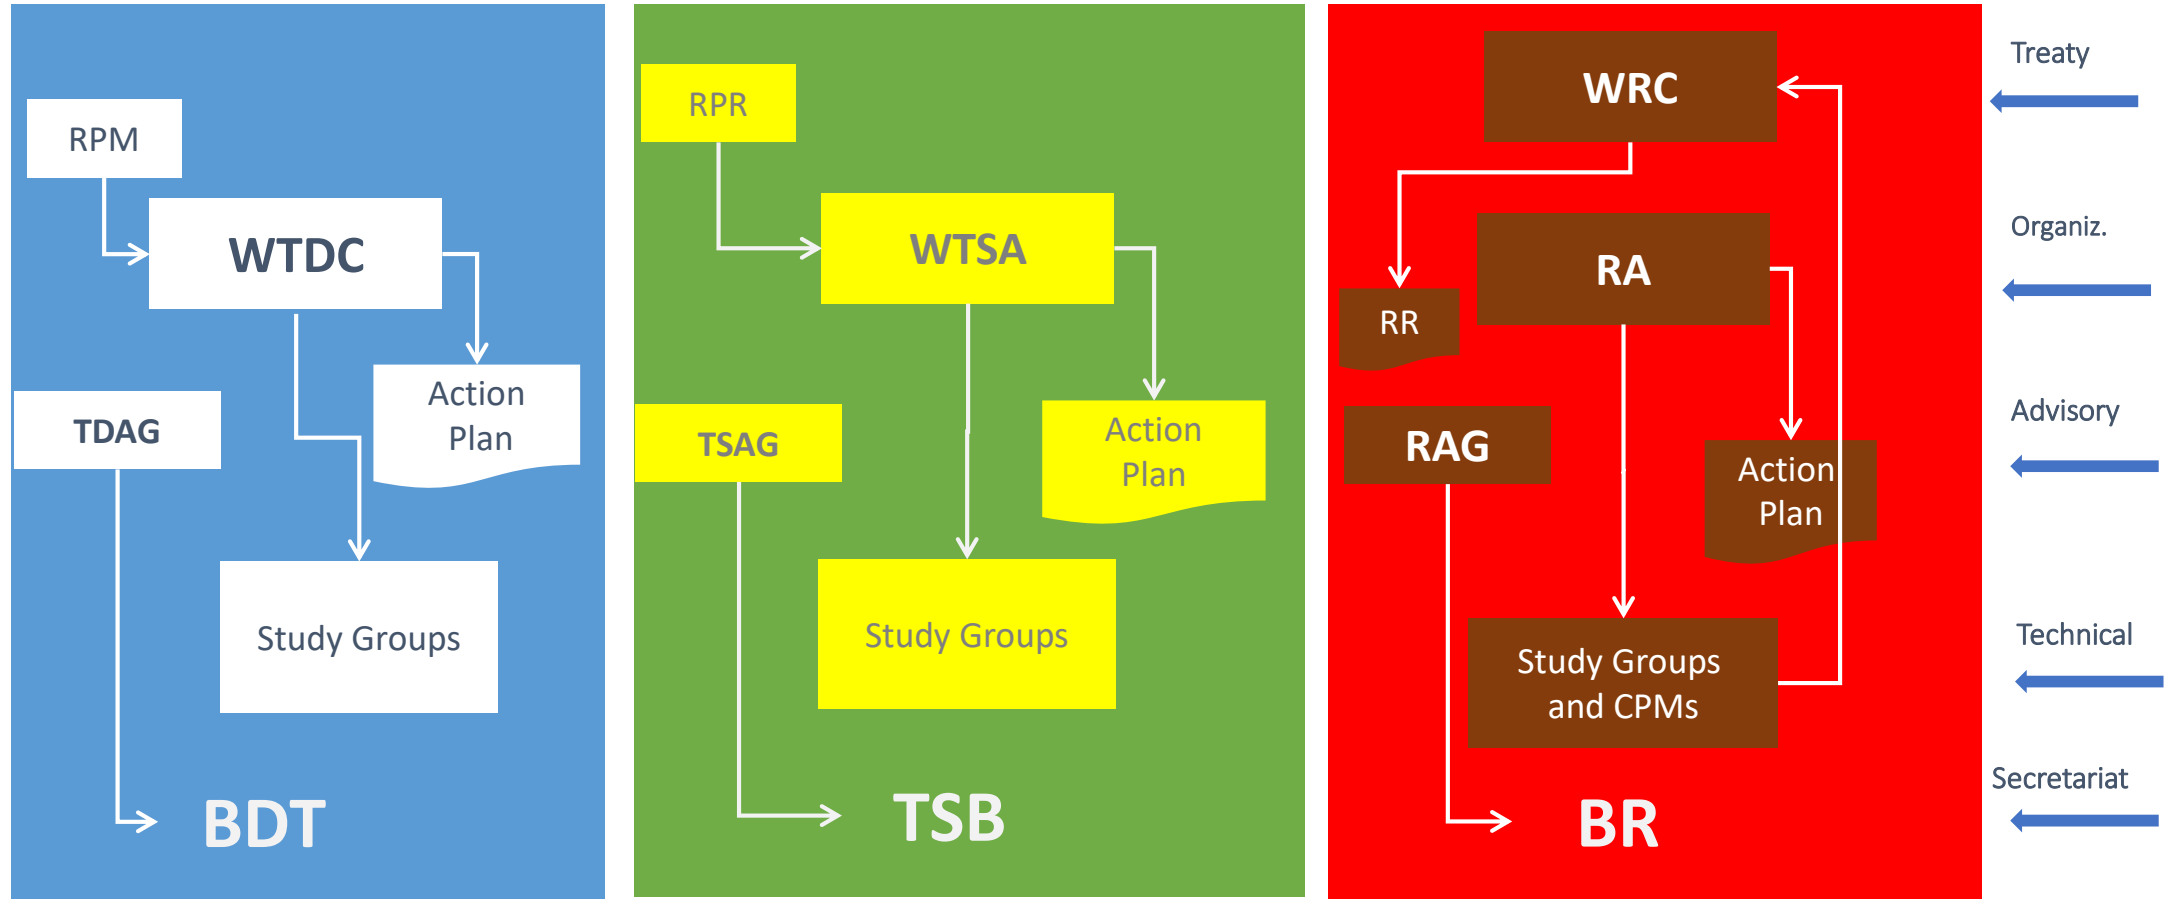 RPM
WTDC
Action
Plan
TDAG
Study Groups
BDT
RPR
WTSA
Action
Plan
TSAG
Study Groups
TSB
WRC
RA
RR
RAG
Action
Plan
Study Groups
and CPMs
BR
Treaty
Organiz.
Advisory
Technical
Secretariat